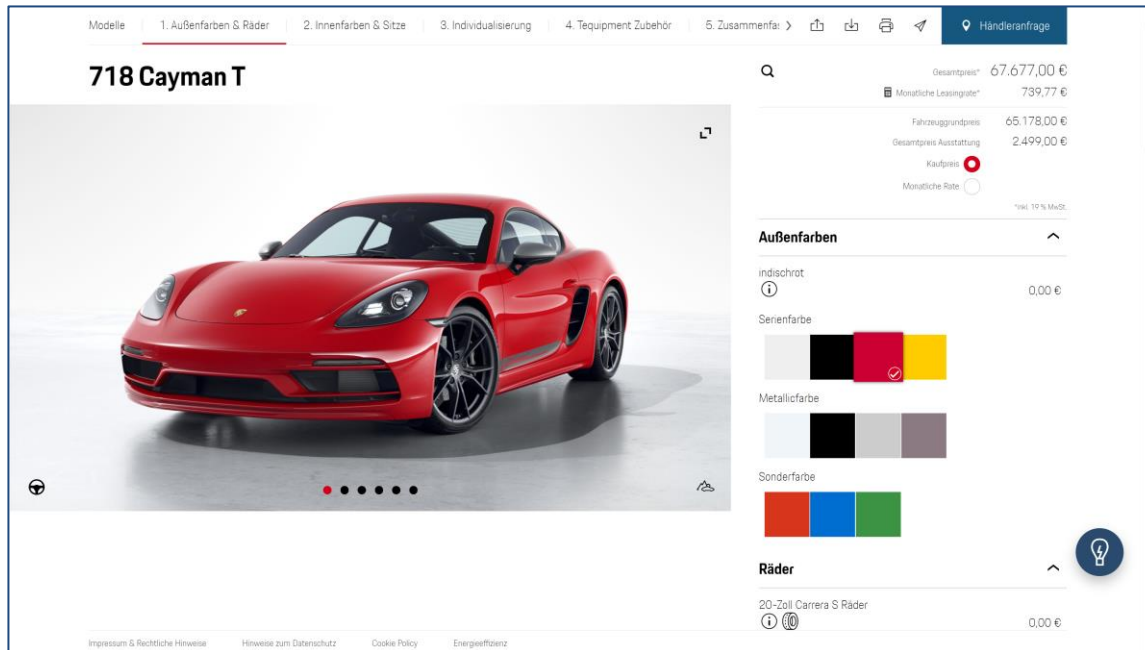 Modelle
1. Außenfarben & Räder
2. Innenfarben & Sitze
3. Individualisierung
4. Tequipment Zubehör
5. Zusammenfa:
Händleranfrage
718 Cayman T
Gesamtpreis* 67.677,00 €
Monatliche Leasingrate* 739,77 €
Fahrzeuggrundpreis 65.178,00 €
Gesamtpreis Ausstattung 2.499,00 €
Kaufpreis
Monatliche Rate
*inkl. 19 % MwSt.
Außenfarben
indischrot
0,00 €
Serienfarbe
Metallicfarbe
Sonderfarbe
Räder
20-Zoll Carrera S Räder
0,00 €
Impressum & Rechtliche Hinweise
Hinweise zum Datenschutz
Cookie Policy
Energieeffizienz